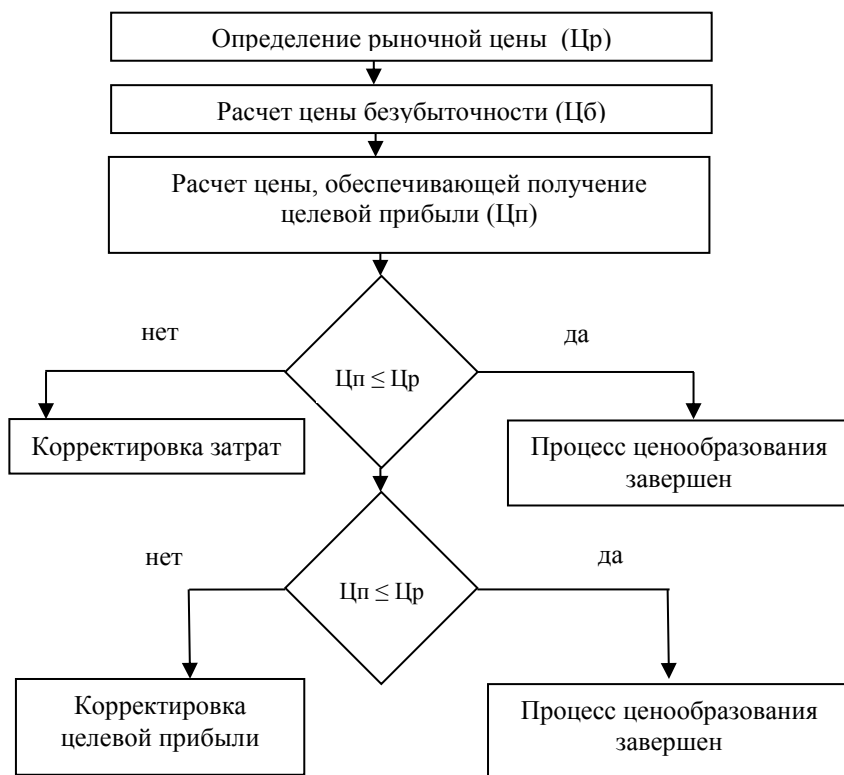 Определение рыночной цены (Цр)
Расчет цены безубыточности (Цб)
Расчет цены, обеспечивающей получение
целевой прибыли (Цп)
нет
да
Цп ≤ Цр
Корректировка затрат
Процесс ценообразования
завершен
нет
да
Цп ≤ Цр
Корректировка
целевой прибыли
Процесс ценообразования
завершен